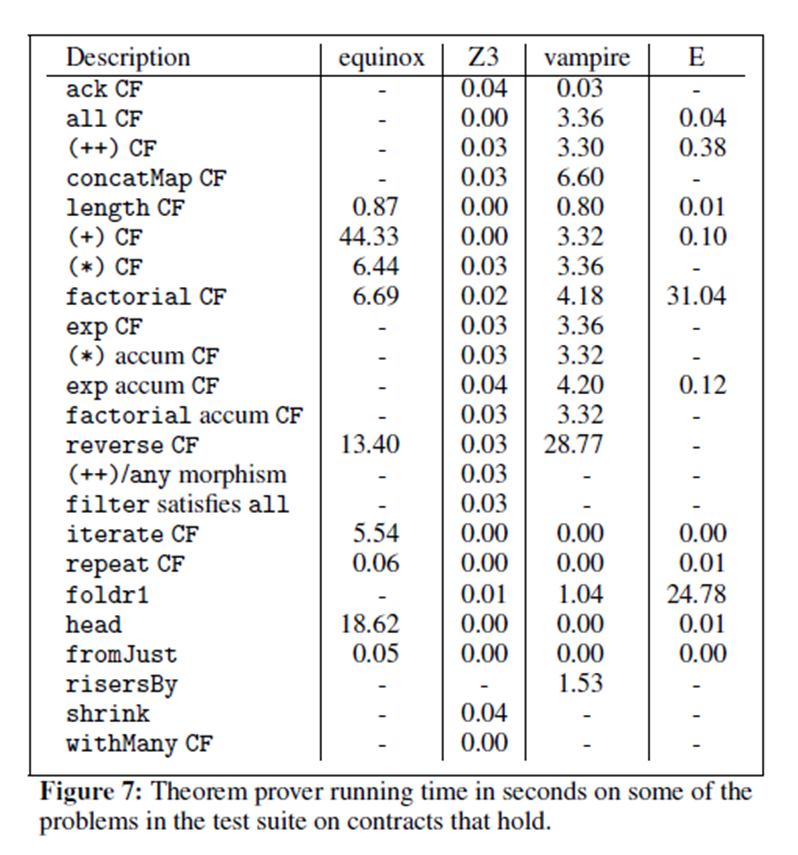 Description equinox Z3 vampire E
ack CF - 0.04 0.03 -
all CF - 0.00 3.36 0.04
(++) CF - 0.03 3.30 0.38
concatMap CF - 0.03 6.60 -
length CF 0.87 0.00 0.80 0.01
(+) CF 44.33 0.00 3.32 0.10
(*) CF 6.44 0.03 3.36 -
factorial CF 6.69 0.02 4.18 31.04
exp CF - 0.03 3.36 -
(*) accum CF - 0.03 3.32 -
exp accum CF - 0.04 4.20 0.12
factorial accum CF - 0.03 3.32 -
reverse CF 13.40 0.03 28.77 -
(++)/any morphism - 0.03 - -
filter satisfies all - 0.03 - -
iterate CF 5.54 0.00 0.00 0.00
repeat CF 0.06 0.00 0.00 0.01
foldr1 - 0.01 1.04 24.78
head 18.62 0.00 0.00 0.01
fromJust 0.05 0.00 0.00 0.00
risersBy - - 1.53 -
shrink - 0.04 - -
withMany CF - 0.00 - -
Figure 7: Theorem prover running time in seconds on some of the
problems in the test suite on contracts that hold.